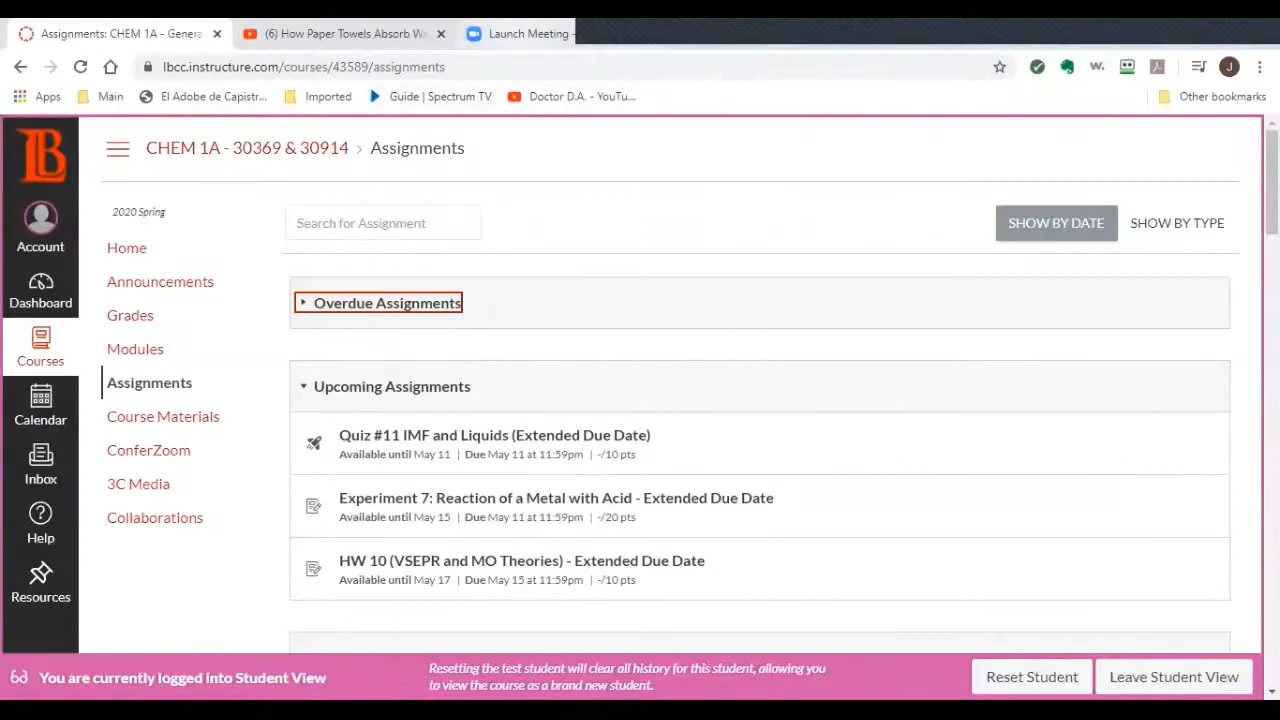 Assignments: CHEM 1A - Genera
(6) How Paper Towels Absorb Wa
Launch Meeting -
lbcc.instructure.com/courses/43589/assignments
w.
J
Apps
Main
El Adobe de Capistr...
Imported
Guide | Spectrum TV
Doctor D.A. - YouTu...
Other bookmarks
LB
CHEM 1A - 30369 & 30914 > Assignments
2020 Spring
Search for Assignment
SHOW BY DATE
SHOW BY TYPE
Account
Dashboard
Courses
Calendar
Inbox
Help
Resources
Home
Announcements
Grades
Modules
Assignments
Course Materials
ConferZoom
3C Media
Collaborations
Overdue Assignments
Upcoming Assignments
Quiz #11 IMF and Liquids (Extended Due Date)
Available until May 11 | Due May 11 at 11:59pm | -/10 pts
Experiment 7: Reaction of a Metal with Acid - Extended Due Date
Available until May 15 | Due May 11 at 11:59pm | -/20 pts
HW 10 (VSEPR and MO Theories) - Extended Due Date
Available until May 17 | Due May 15 at 11:59pm | -/10 pts
You are currently logged into Student View
Resetting the test student will clear all history for this student, allowing you
to view the course as a brand new student.
Reset Student
Leave Student View